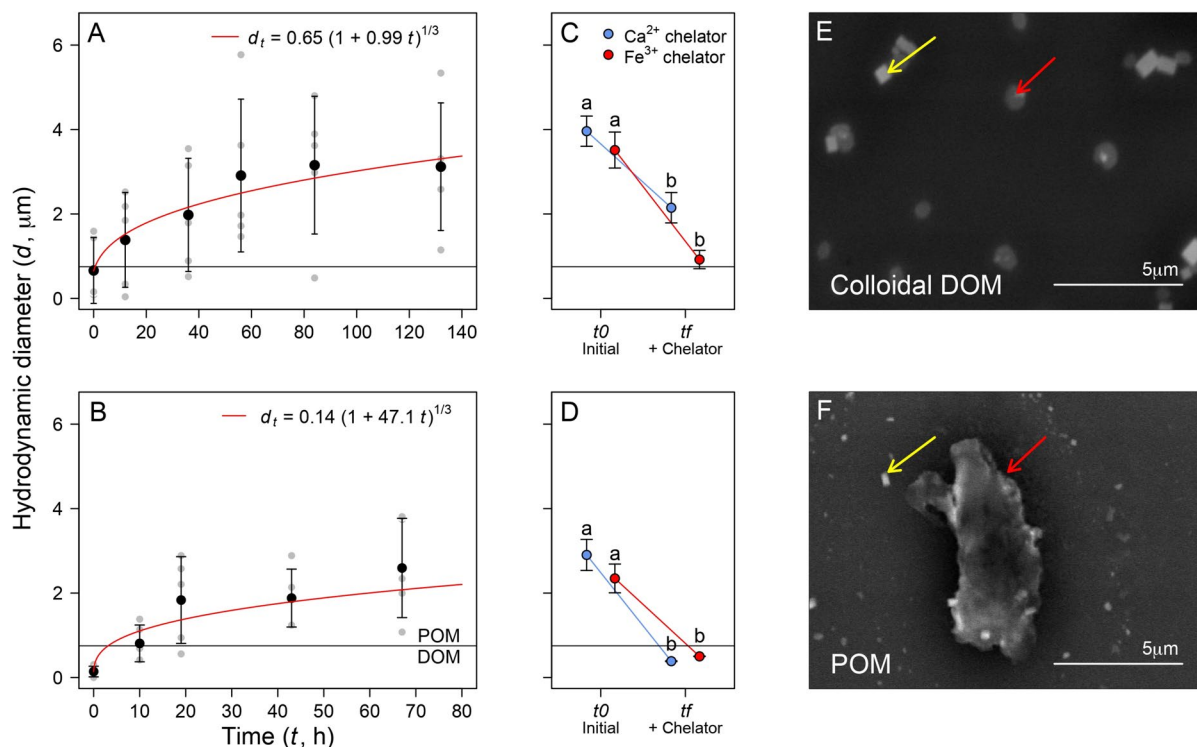 Hydrodynamic diameter (d, μm)
A
d_t = 0.65 (1 + 0.99 t)^1/3
6
4
2
0
0 20 40 60 80 100 120 140
C
Ca²⁺ chelator
Fe³⁺ chelator
a
a
b
b
t0
Initial
tf
+ Chelator
E
Colloidal DOM
5μm
B
d_t = 0.14 (1 + 47.1 t)^1/3
6
4
2
0
POM
DOM
0 10 20 30 40 50 60 70 80
Time (t, h)
D
a
a
b
b
t0
Initial
tf
+ Chelator
F
POM
5μm